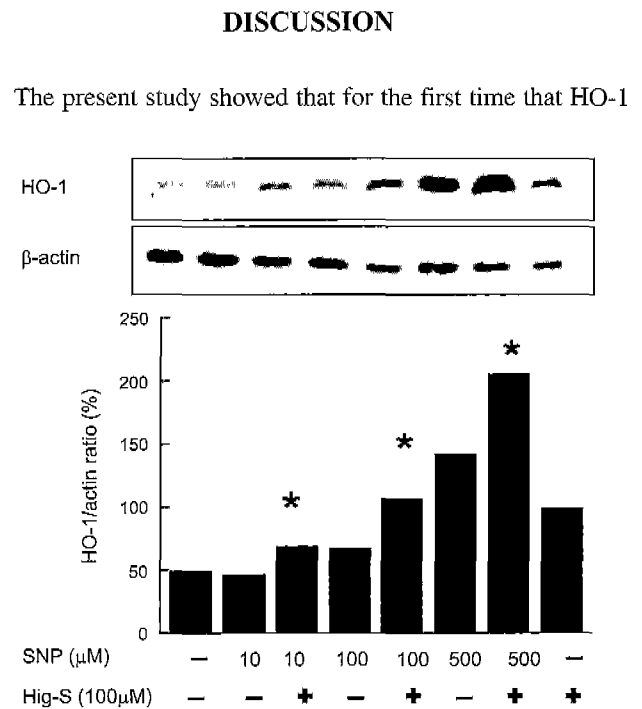 DISCUSSION
The present study showed that for the first time that HO-1
HO-1
β-actin
HO-1/actin ratio (%)
250
200
150
100
50
0
* * *
SNP (μM) – 10 10 100 100 500 500 –
Hig-S (100μM) – – + – + – + +